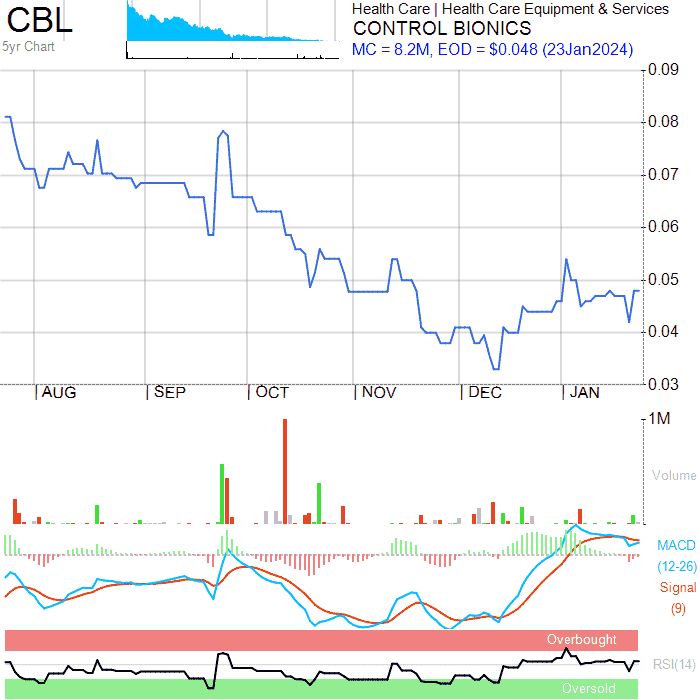 CBL
5yr Chart
Health Care | Health Care Equipment & Services
CONTROL BIONICS
MC = 8.2M, EOD = $0.048 (23Jan2024)
0.09
0.08
0.07
0.06
0.05
0.04
0.03
AUG SEP OCT NOV DEC JAN
1M
Volume
MACD
(12-26)
Signal
(9)
Overbought
RSI(14)
Oversold